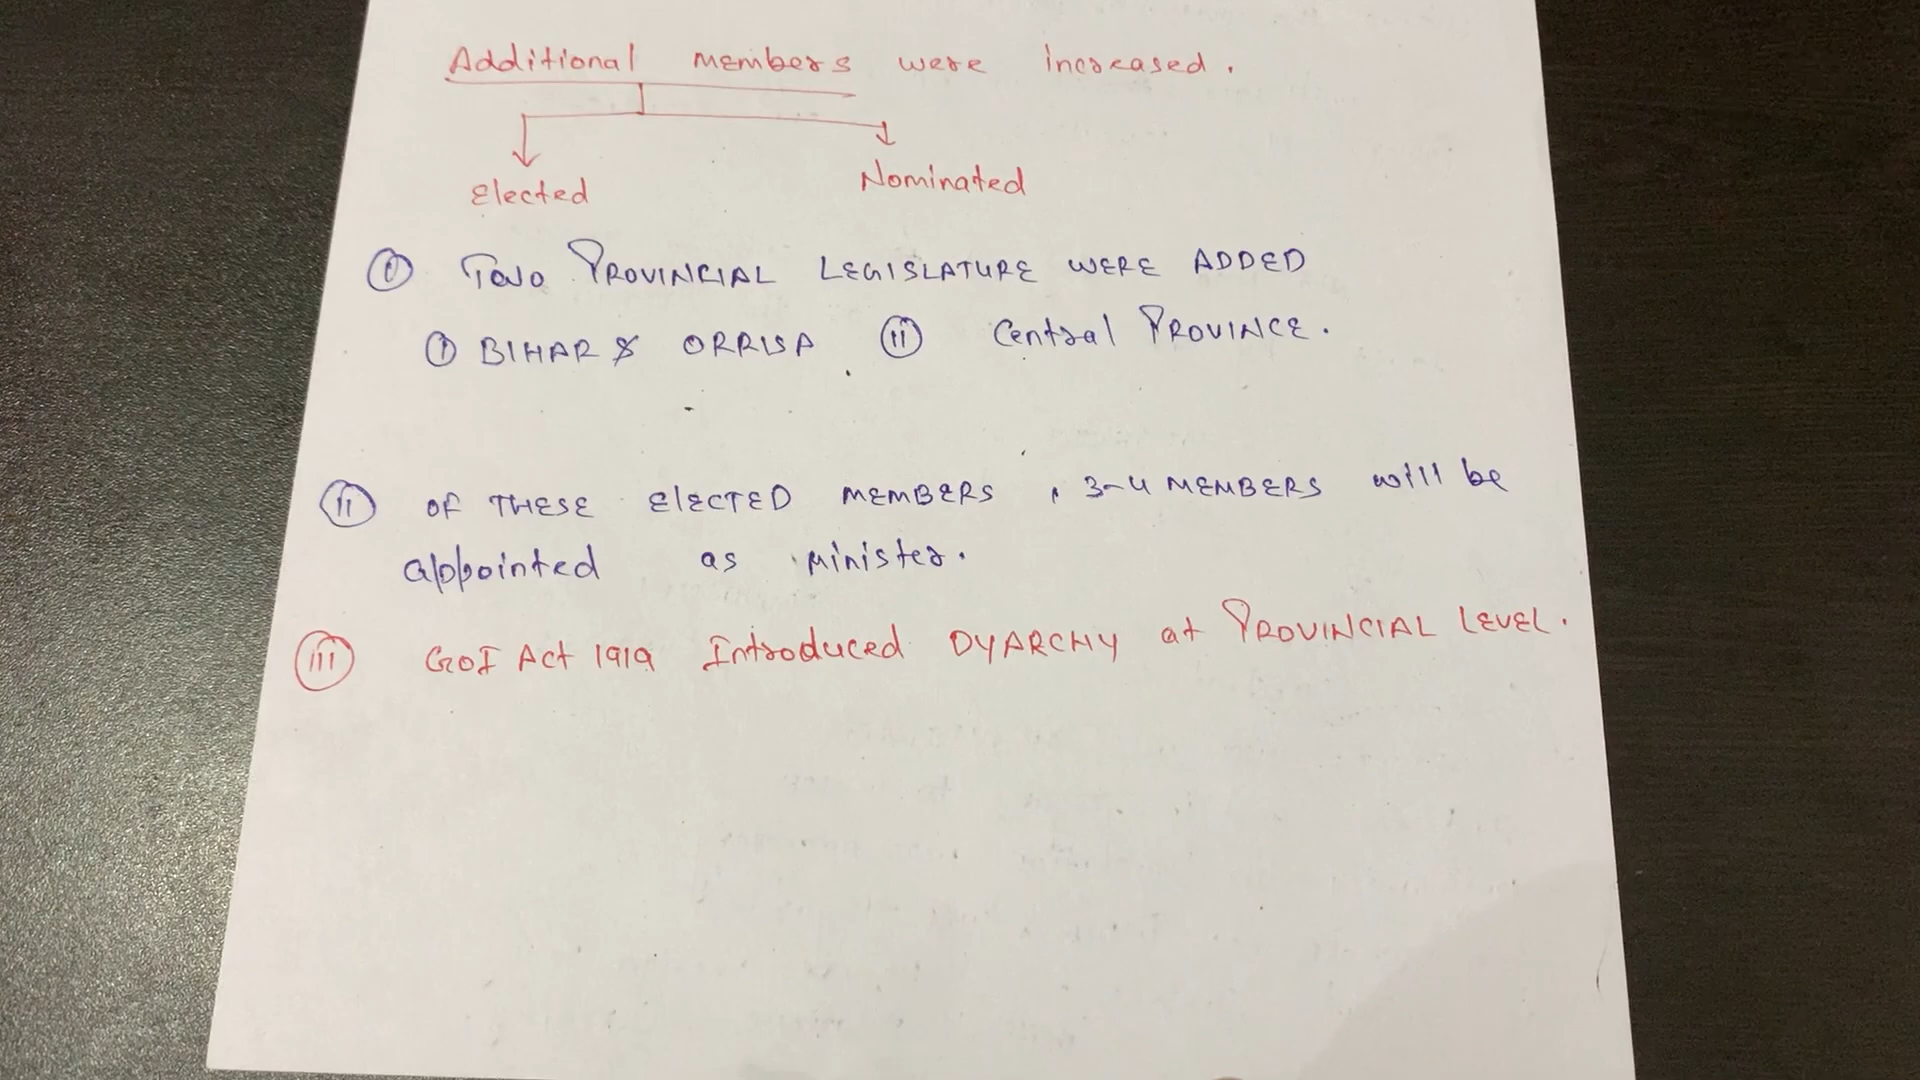 Additional members were increased.
Elected
Nominated
(i) Two PROVINCIAL LEGISLATURE WERE ADDED
(i) BIHAR & ORRISA (ii) Central PROVINCE.
(ii) OF THESE ElECTED MEMBERS, 3-4 MEMBERS will be
appointed as minister.
(iii) GOI Act 1919 Introduced DYARCHY at PROVINCIAL LEVEL.